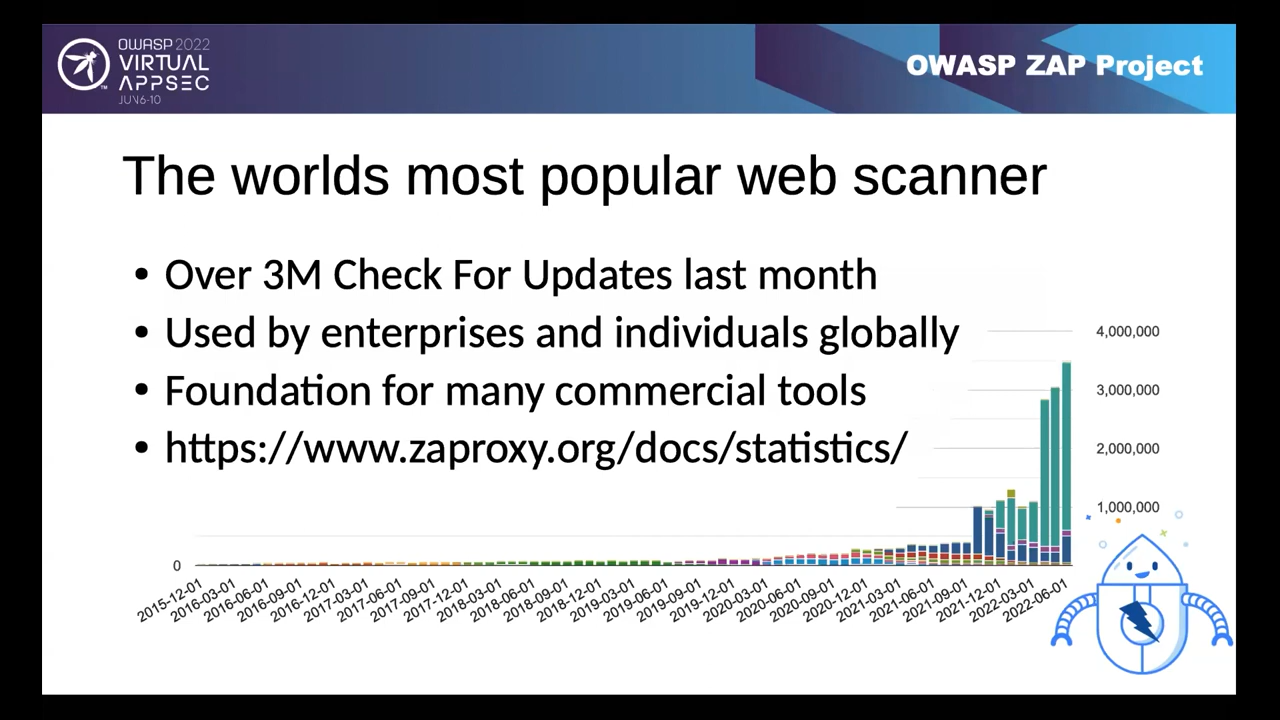 OWASP 2022
VIRTUAL
APPSEC
JUN 6-10
TM
OWASP ZAP Project
The worlds most popular web scanner
• Over 3M Check For Updates last month
• Used by enterprises and individuals globally
• Foundation for many commercial tools
• https://www.zaproxy.org/docs/statistics/
4,000,000
3,000,000
2,000,000
1,000,000
0
2015-12-01
2016-03-01
2016-06-01
2016-09-01
2016-12-01
2017-03-01
2017-06-01
2017-09-01
2017-12-01
2018-03-01
2018-06-01
2018-09-01
2018-12-01
2019-03-01
2019-06-01
2019-09-01
2019-12-01
2020-03-01
2020-06-01
2020-09-01
2020-12-01
2021-03-01
2021-06-01
2021-09-01
2021-12-01
2022-03-01
2022-06-01